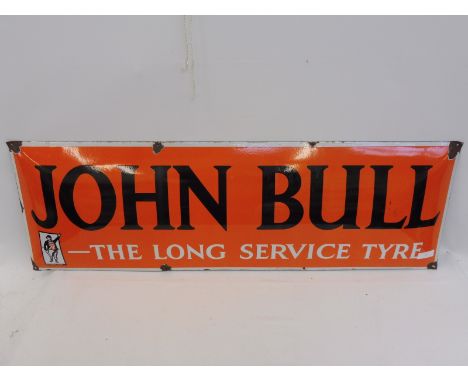 JOHN BULL
—THE LONG SERVICE TYRE